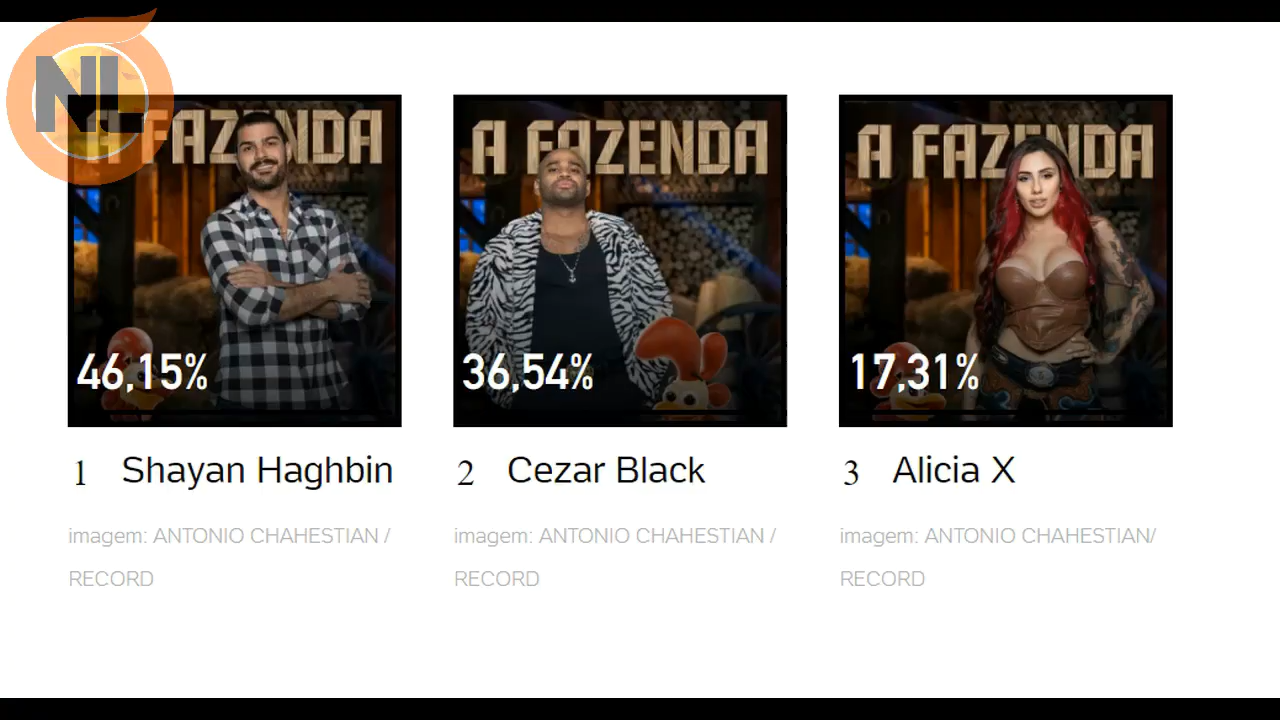 NL
A FAZENDA
46,15%
1 Shayan Haghbin
imagem: ANTONIO CHAHESTIAN /
RECORD
A FAZENDA
36,54%
2 Cezar Black
imagem: ANTONIO CHAHESTIAN /
RECORD
A FAZENDA
17,31%
3 Alicia X
imagem: ANTONIO CHAHESTIAN/
RECORD